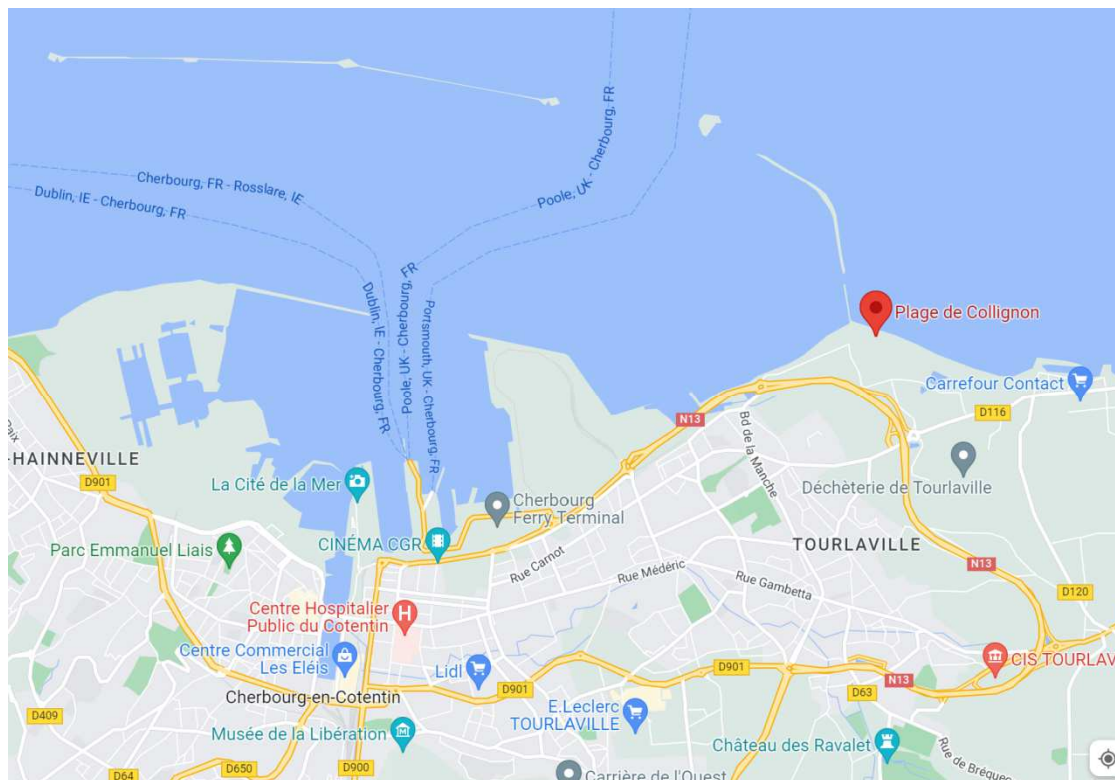 Cherbourg, FR - Rosslare, IE
Dublin, IE - Cherbourg, FR
Poole, UK - Cherbourg, FR
Dublin, IE - Cherbourg, FR
Poole, UK - Cherbourg, FR
Portsmouth, UK - Cherbourg, FR
Plage de Collignon
Carrefour Contact
D116
N13
Bd de la Manche
-HAINNEVILLE
D901
La Cité de la Mer
Cherbourg
Ferry Terminal
Déchèterie de Tourlaville
Parc Emmanuel Liais
CINÉMA CGR
TOURLAVILLE
Rue Carnot
Rue Médéric
Rue Gambetta
N13
D120
Centre Hospitalier
Public du Cotentin
Centre Commercial
Les Eléis
Lidl
D901
D901
N13
D63
CIS TOURLAV
Cherbourg-en-Cotentin
E.Leclerc
TOURLAVILLE
D409
Musée de la Libération
Château des Ravalet
D64
D650
D900
Carrière de l'Ouest